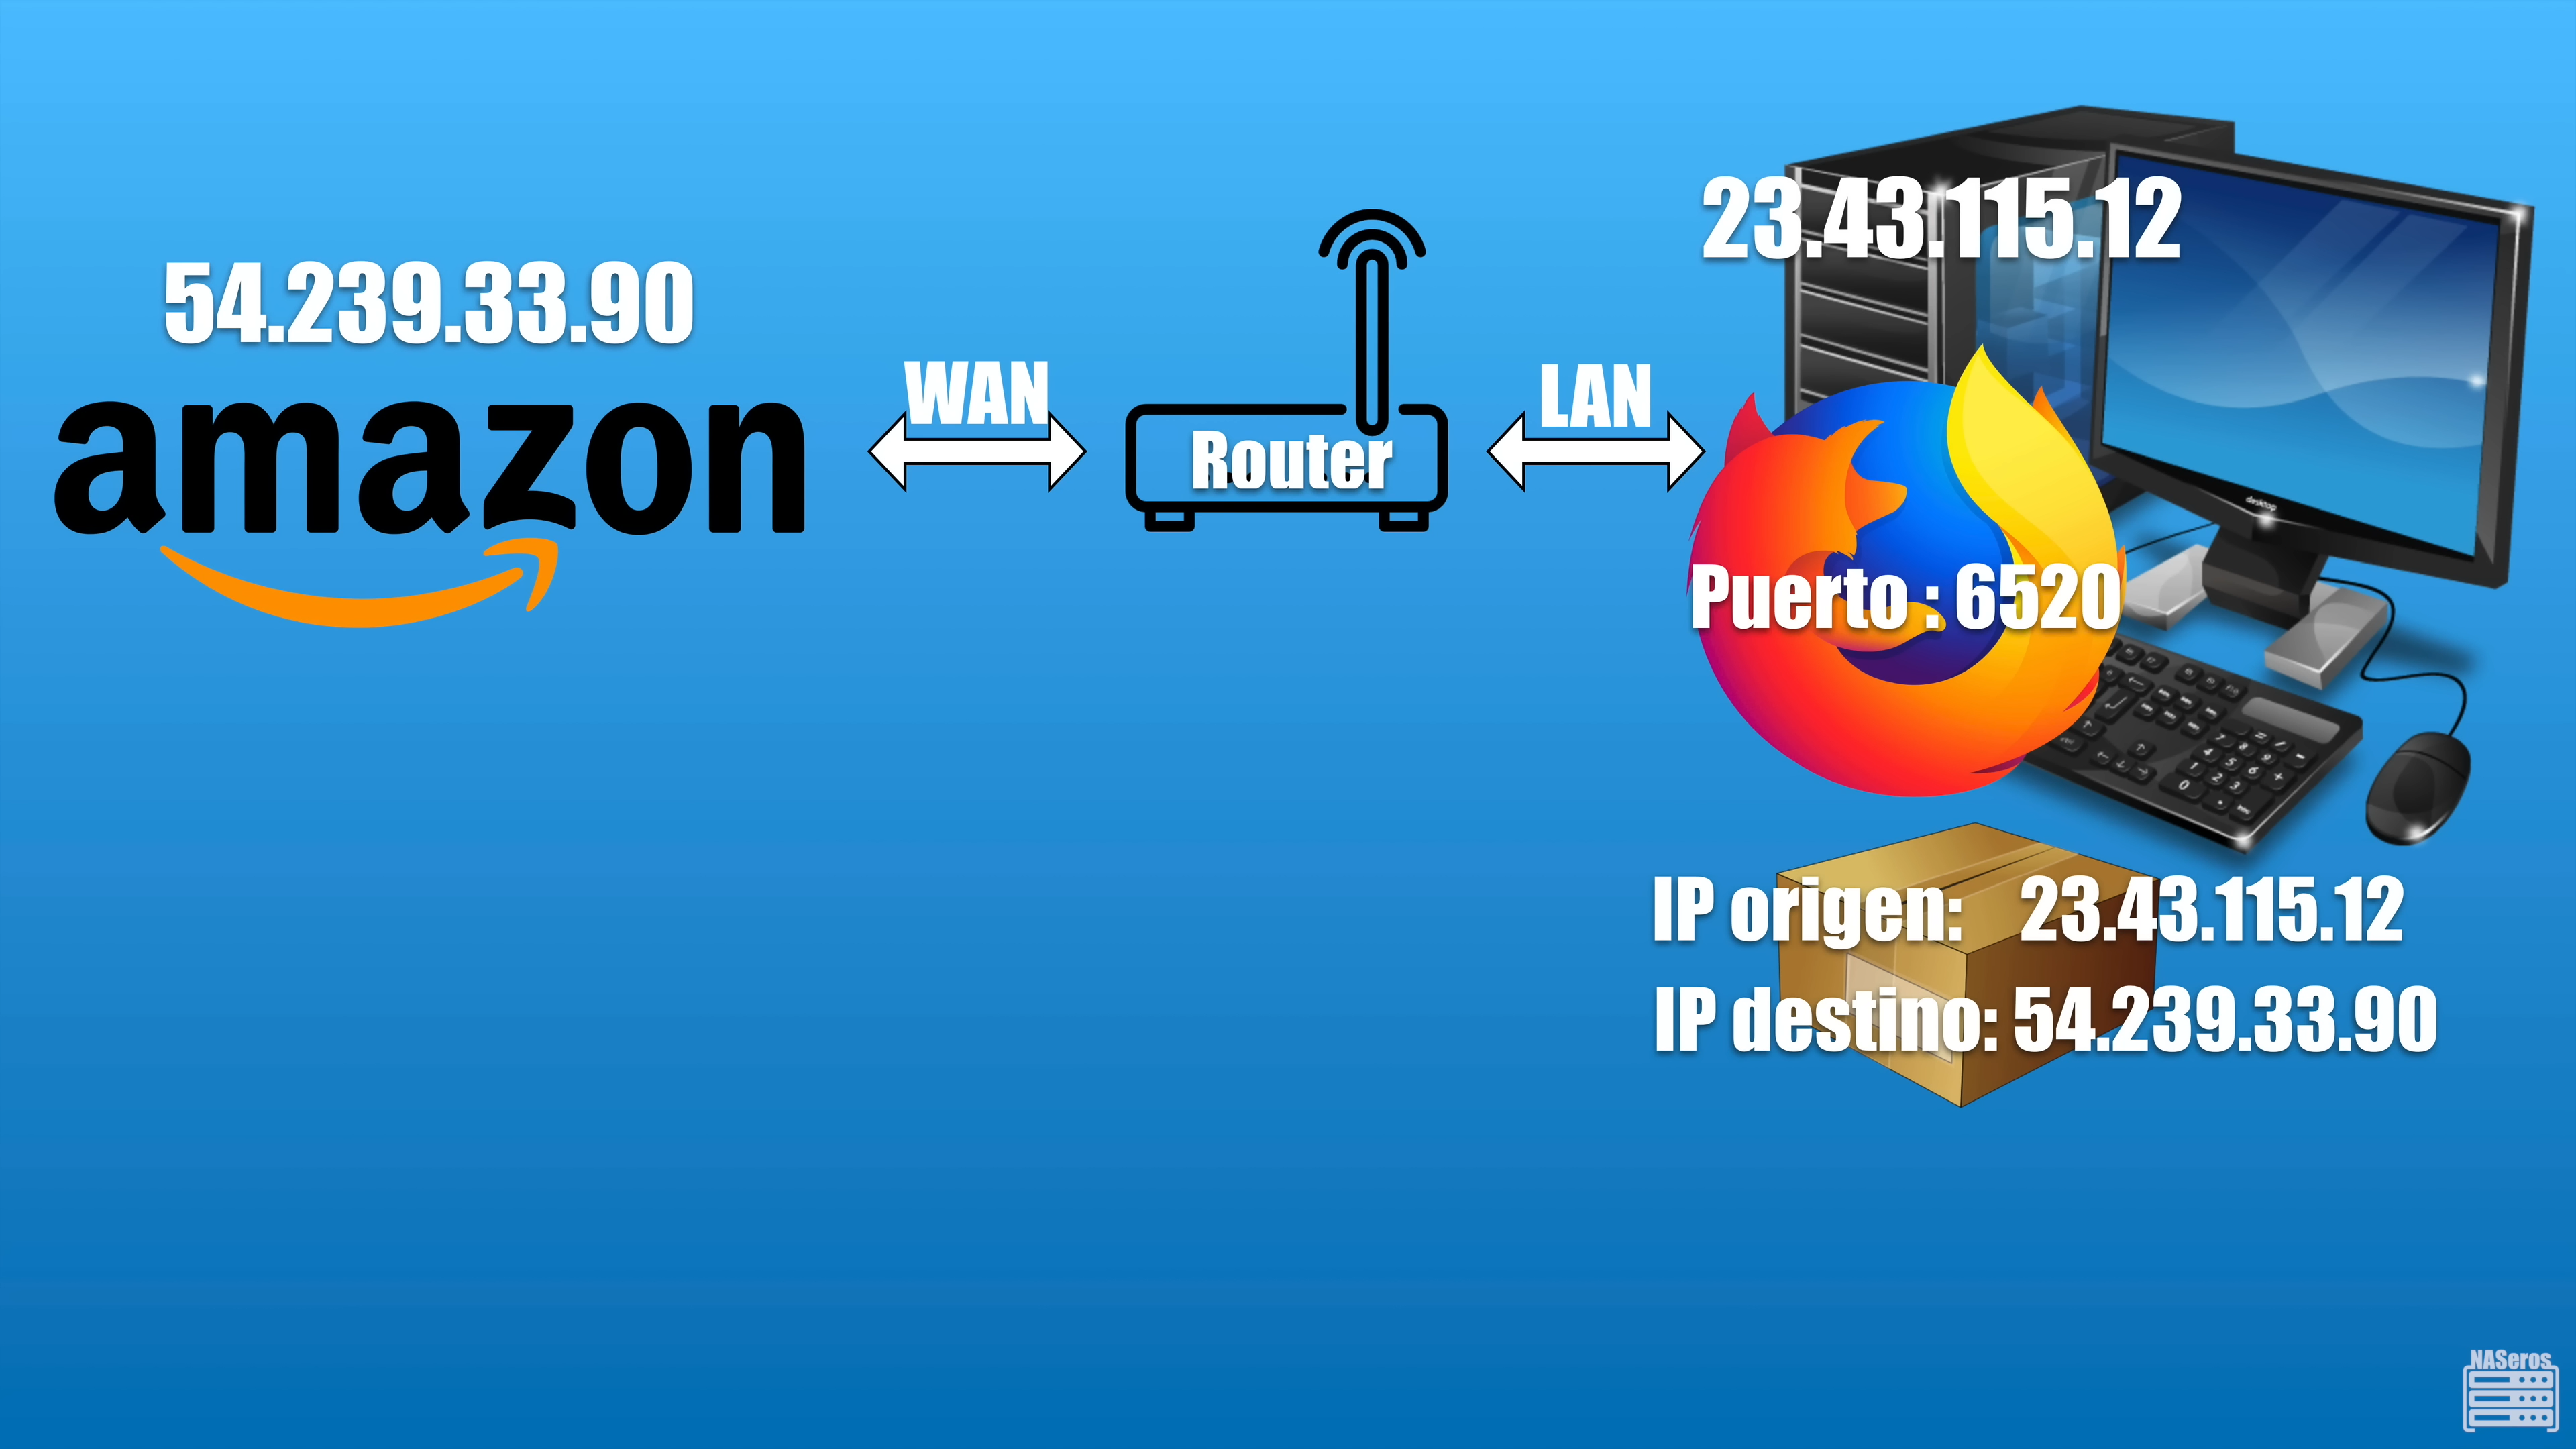 54.239.33.90
amazon
WAN
Router
LAN
23.43.115.12
desktop
Puerto : 6520
IP origen: 23.43.115.12
IP destino: 54.239.33.90
NASeros